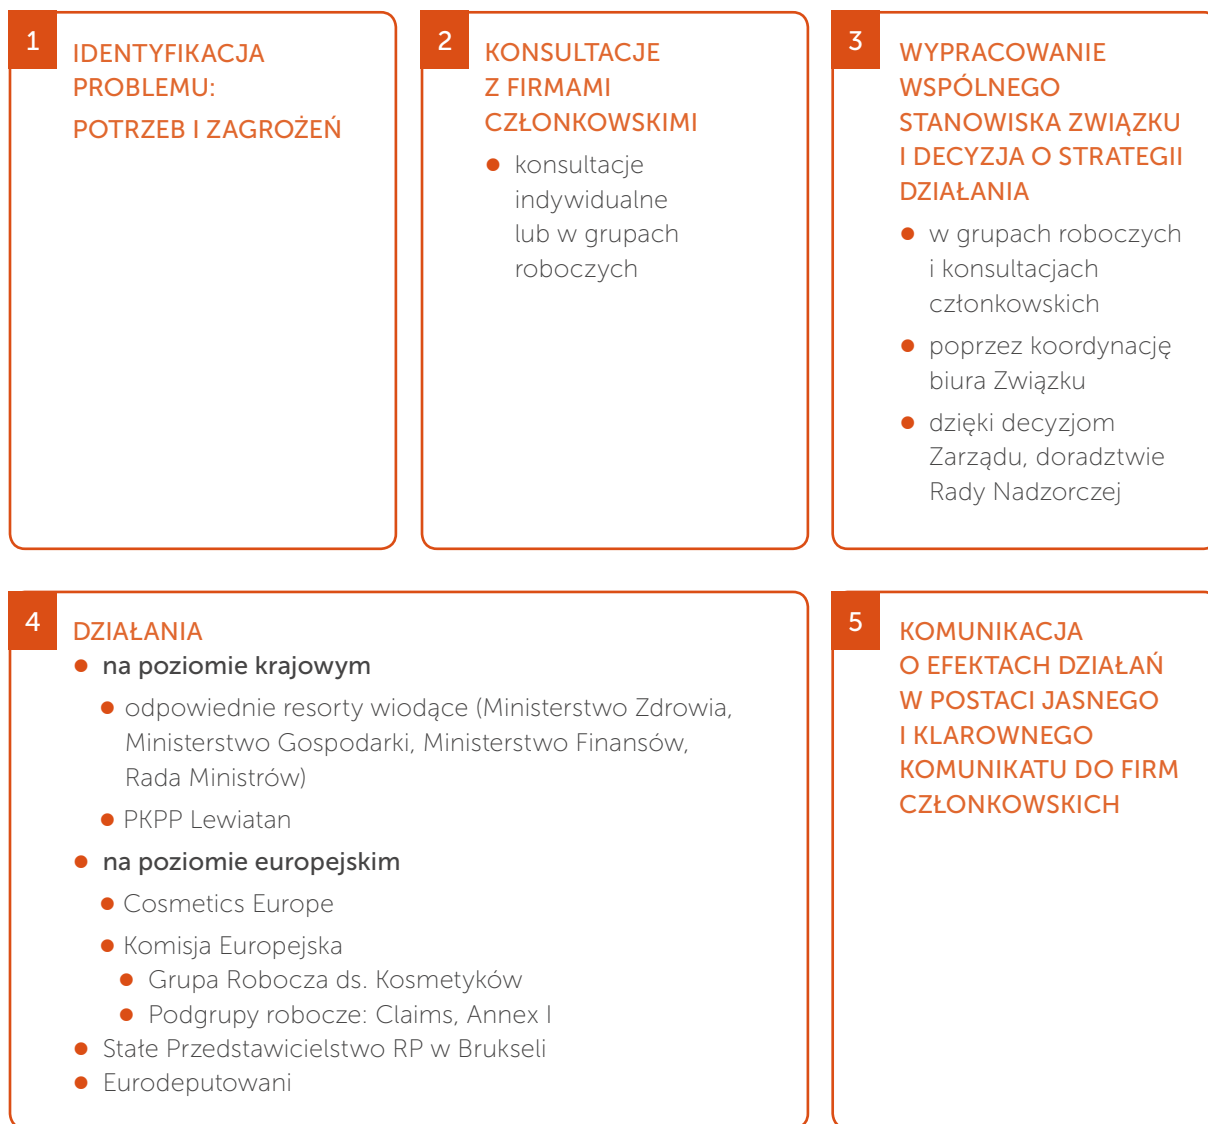 1
IDENTYFIKACJA
PROBLEMU:
POTRZEB I ZAGROŻEŃ
2
KONSULTACJE
Z FIRMAMI
CZŁONKOWSKIMI
● konsultacje
indywidualne
lub w grupach
roboczych
3
WYPRACOWANIE
WSPÓLNEGO
STANOWISKA ZWIĄZKU
I DECYZJA O STRATEGII
DZIAŁANIA
● w grupach roboczych
i konsultacjach
członkowskich
● poprzez koordynację
biura Związku
● dzięki decyzjom
Zarządu, doradztwie
Rady Nadzorczej
4
DZIAŁANIA
● na poziomie krajowym
● odpowiednie resorty wiodące (Ministerstwo Zdrowia,
Ministerstwo Gospodarki, Ministerstwo Finansów,
Rada Ministrów)
● PKPP Lewiatan
● na poziomie europejskim
● Cosmetics Europe
● Komisja Europejska
● Grupa Robocza ds. Kosmetyków
● Podgrupy robocze: Claims, Annex I
● Stałe Przedstawicielstwo RP w Brukseli
● Eurodeputowani
5
KOMUNIKACJA
O EFEKTACH DZIAŁAŃ
W POSTACI JASNEGO
I KLAROWNEGO
KOMUNIKATU DO FIRM
CZŁONKOWSKICH